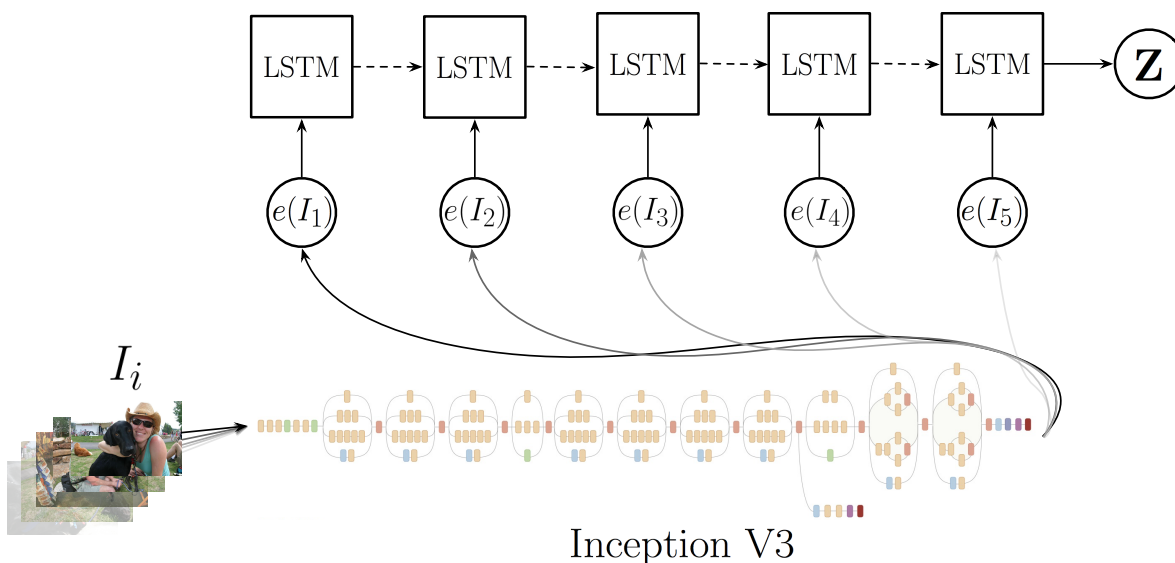 LSTM LSTM LSTM LSTM LSTM Z
e(I₁) e(I₂) e(I₃) e(I₄) e(I₅)
Iᵢ
Inception V3